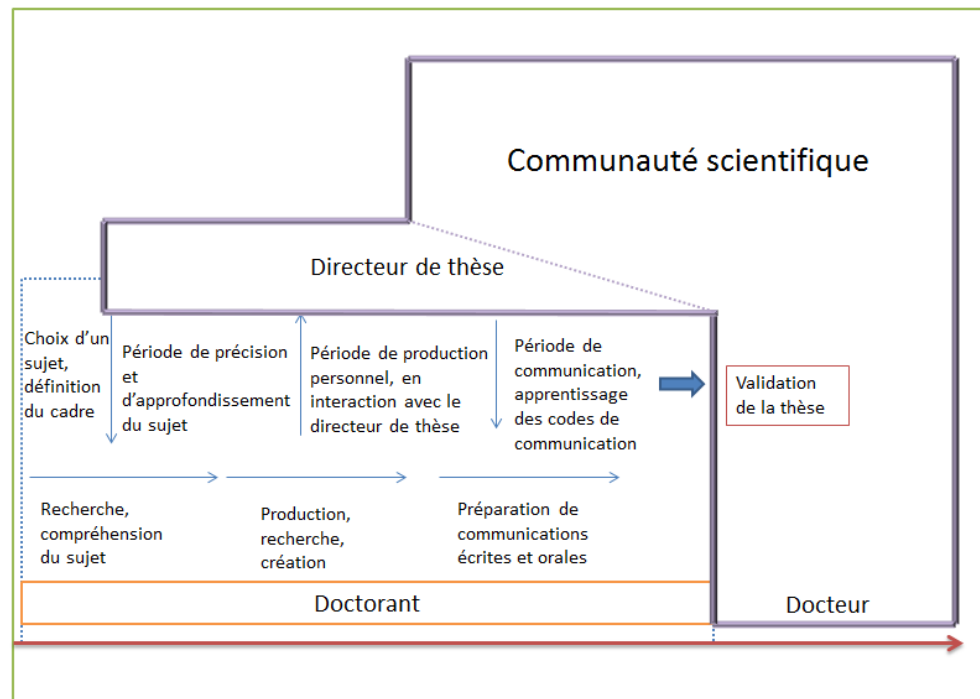 Communauté scientifique
Directeur de thèse
Choix d'un
sujet,
définition
du cadre
Période de précision
et
d'approfondissement
du sujet
Période de production
personnel, en
interaction avec le
directeur de thèse
Période de
communication,
apprentissage
des codes de
communication
Validation
de la thèse
Recherche,
compréhension
du sujet
Production,
recherche,
création
Préparation de
communications
écrites et orales
Doctorant
Docteur